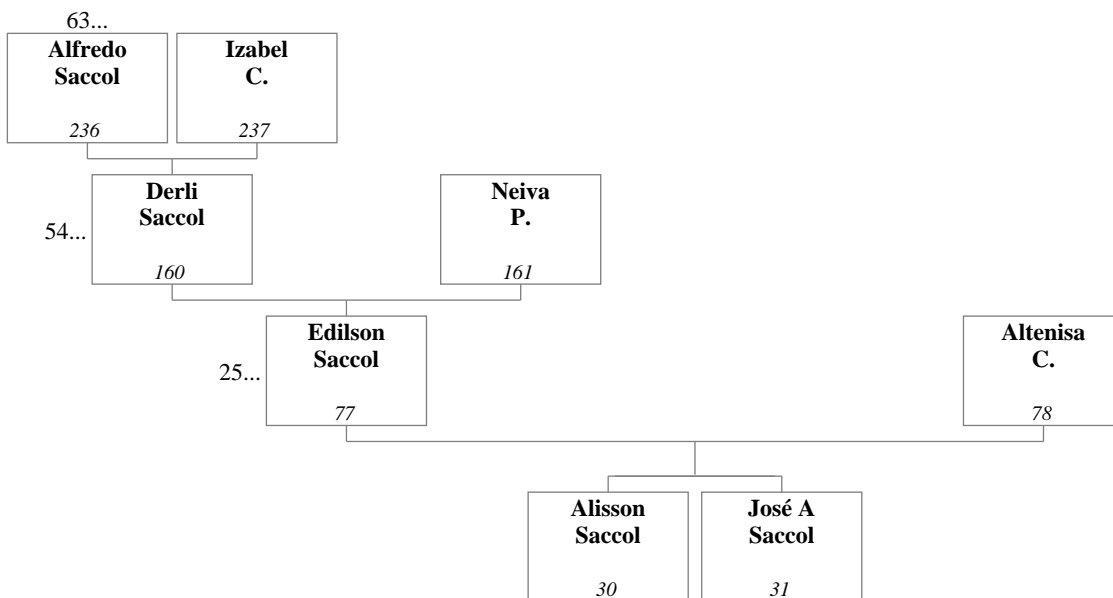 63...
Alfredo
Saccol
236
Izabel
C.
237
54...
Derli
Saccol
160
Neiva
P.
161
25...
Edilson
Saccol
77
Altenisa
C.
78
Alisson
Saccol
30
José A
Saccol
31